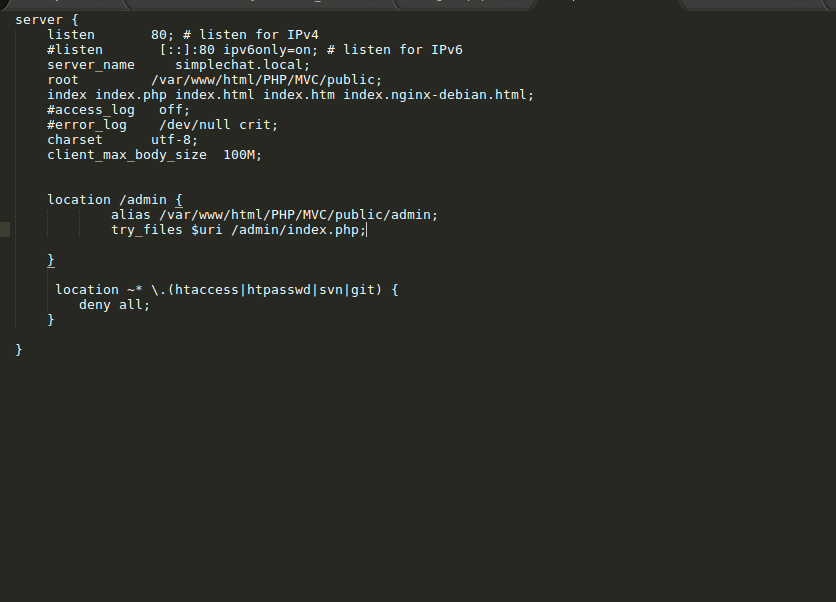 server {
listen 80; # listen for IPv4
#listen [::]:80 ipv6only=on; # listen for IPv6
server_name simplechat.local;
root /var/www/html/PHP/MVC/public;
index index.php index.html index.htm index.nginx-debian.html;
#access_log off;
#error_log /dev/null crit;
charset utf-8;
client_max_body_size 100M;
location /admin {
alias /var/www/html/PHP/MVC/public/admin;
try_files $uri /admin/index.php;
}
location ~* \.(htaccess|htpasswd|svn|git) {
deny all;
}
}